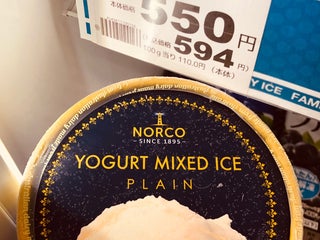 本体価格
550円
税込価格
594円
100g当り 110.0円 (本体)
ICE FAMI
NORCO
SINCE 1895
YOGURT MIXED ICE
PLAIN